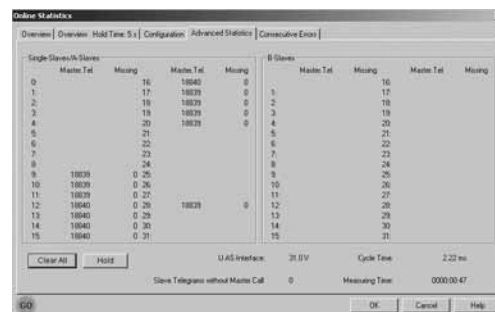 Online Statistics
Overview Overview Hold Time: 5 s Configuration Advanced Statistics Consecutive Errors
Single Slaves/A-Slaves B-Slaves
Master Tel. Missing Master Tel. Missing Master Tel. Missing Master Tel. Missing
0: 16: 18840 0 16:
1: 17: 18839 0 1: 17:
2: 18: 18839 0 2: 18:
3: 19: 18839 0 3: 19:
4: 20: 18839 0 4: 20:
5: 21: 5: 21:
6: 22: 6: 22:
7: 23: 7: 23:
8: 24: 8: 24:
9: 18839 0 25: 9: 25:
10: 18839 0 26: 10: 26:
11: 18839 0 27: 11: 27:
12: 18840 0 28: 18839 0 12: 28:
13: 18840 0 29: 13: 29:
14: 18840 0 30: 14: 30:
15: 18840 0 31: 15: 31:
Clear All Hold U AS-Interface: 31.0 V Cycle Time: 2.22 ms
Slave Telegrams without Master Call: 0 Measuring Time: 0000:00:47
GO OK Cancel Help